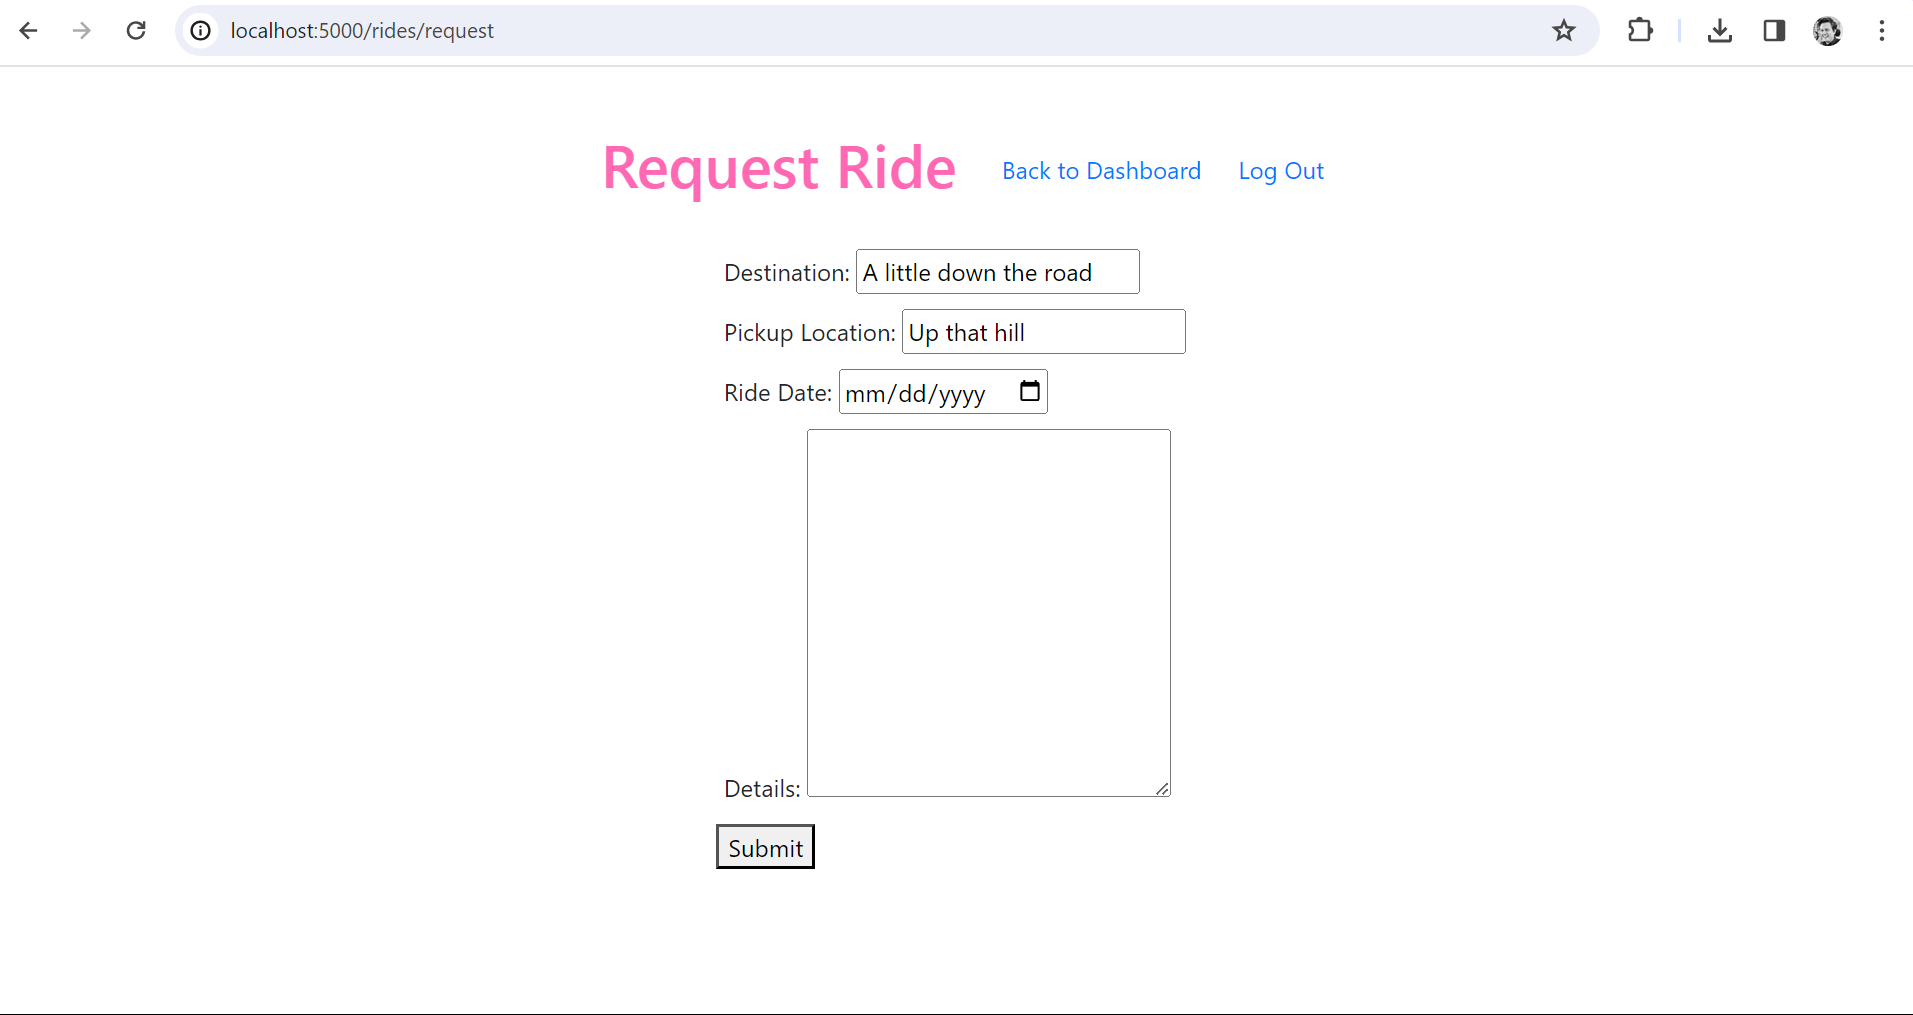 localhost:5000/rides/request
Request Ride Back to Dashboard Log Out
Destination: A little down the road
Pickup Location: Up that hill
Ride Date: mm/dd/yyyy
Details:
Submit